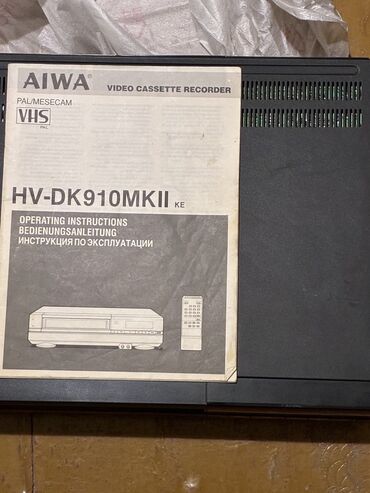 AIWA® VIDEO CASSETTE RECORDER
PAL/MESECAM
VHS
PAL
HV-DK910MKII KE
OPERATING INSTRUCTIONS
BEDIENUNGSANLEITUNG
ИНСТРУКЦИЯ ПО ЭКСПЛУАТАЦИИ